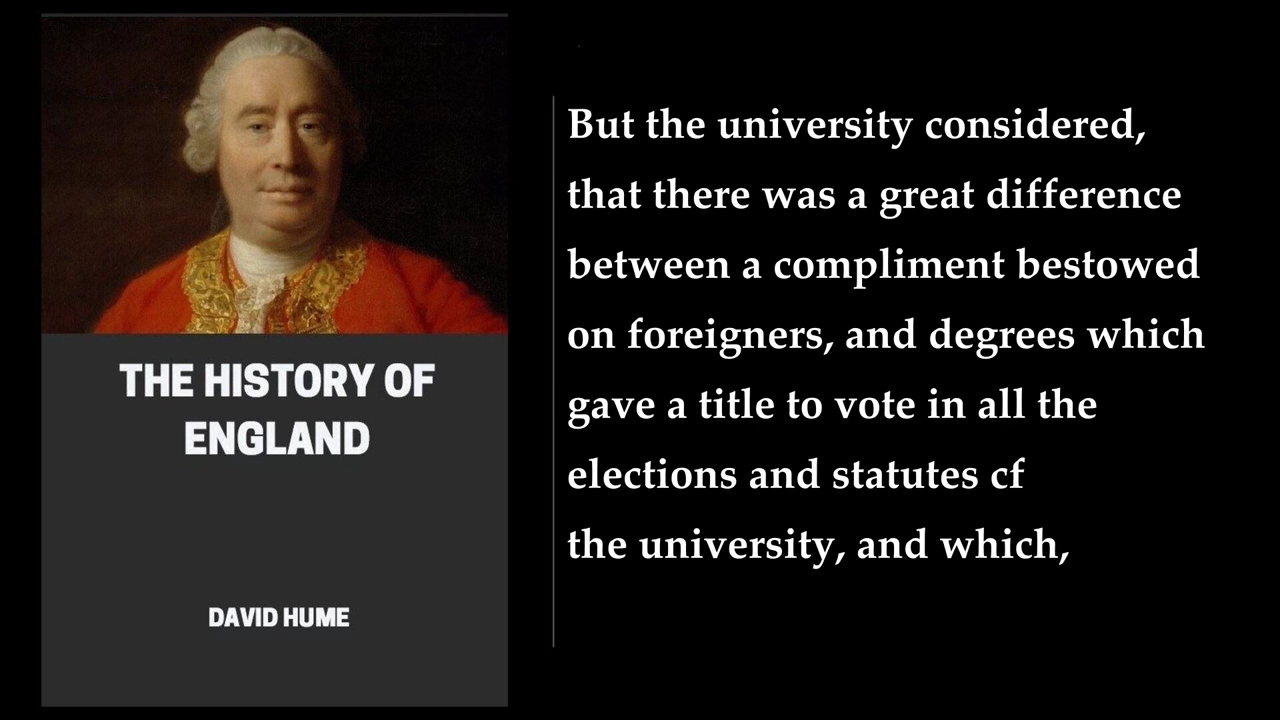 THE HISTORY OF
ENGLAND
DAVID HUME
But the university considered,
that there was a great difference
between a compliment bestowed
on foreigners, and degrees which
gave a title to vote in all the
elections and statutes cf
the university, and which,